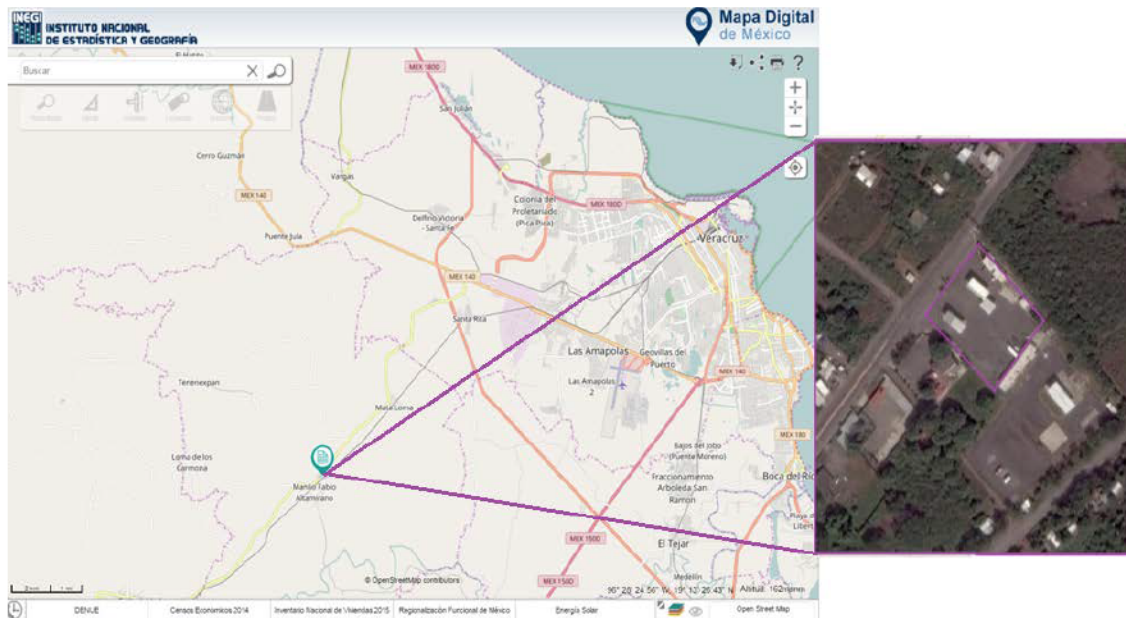 INEGI
INSTITUTO NACIONAL
DE ESTADÍSTICA Y GEOGRAFÍA
Mapa Digital
de México
Buscar
MEX 180D
San Julián
Cerro Guzmán
Vargas
MEX 140
Colonia del
Proletariado
(Pica Pica)
MEX 180D
Delfino Victoria
- Santa Fe
Puente Jula
Veracruz
MEX 140
Santa Rita
Las Amapolas
Geovillas del
Puerto
Las Amapolas
2
MEX 140
Tenenexpan
Mata Loma
MEX 180
Loma de los
Carmona
Bajos del Jobo
(Puente Moreno)
Manlio Fabio
Altamirano
Fraccionamiento
Arboleda San
Ramon
Boca del Río
MEX 150D
El Tejar
MEX 150D
Medellín
© OpenStreetMap contributors
DENUE
Censos Económicos 2014
Inventario Nacional de Viviendas 2015
Regionalización Funcional de México
Energía Solar
Open Street Map